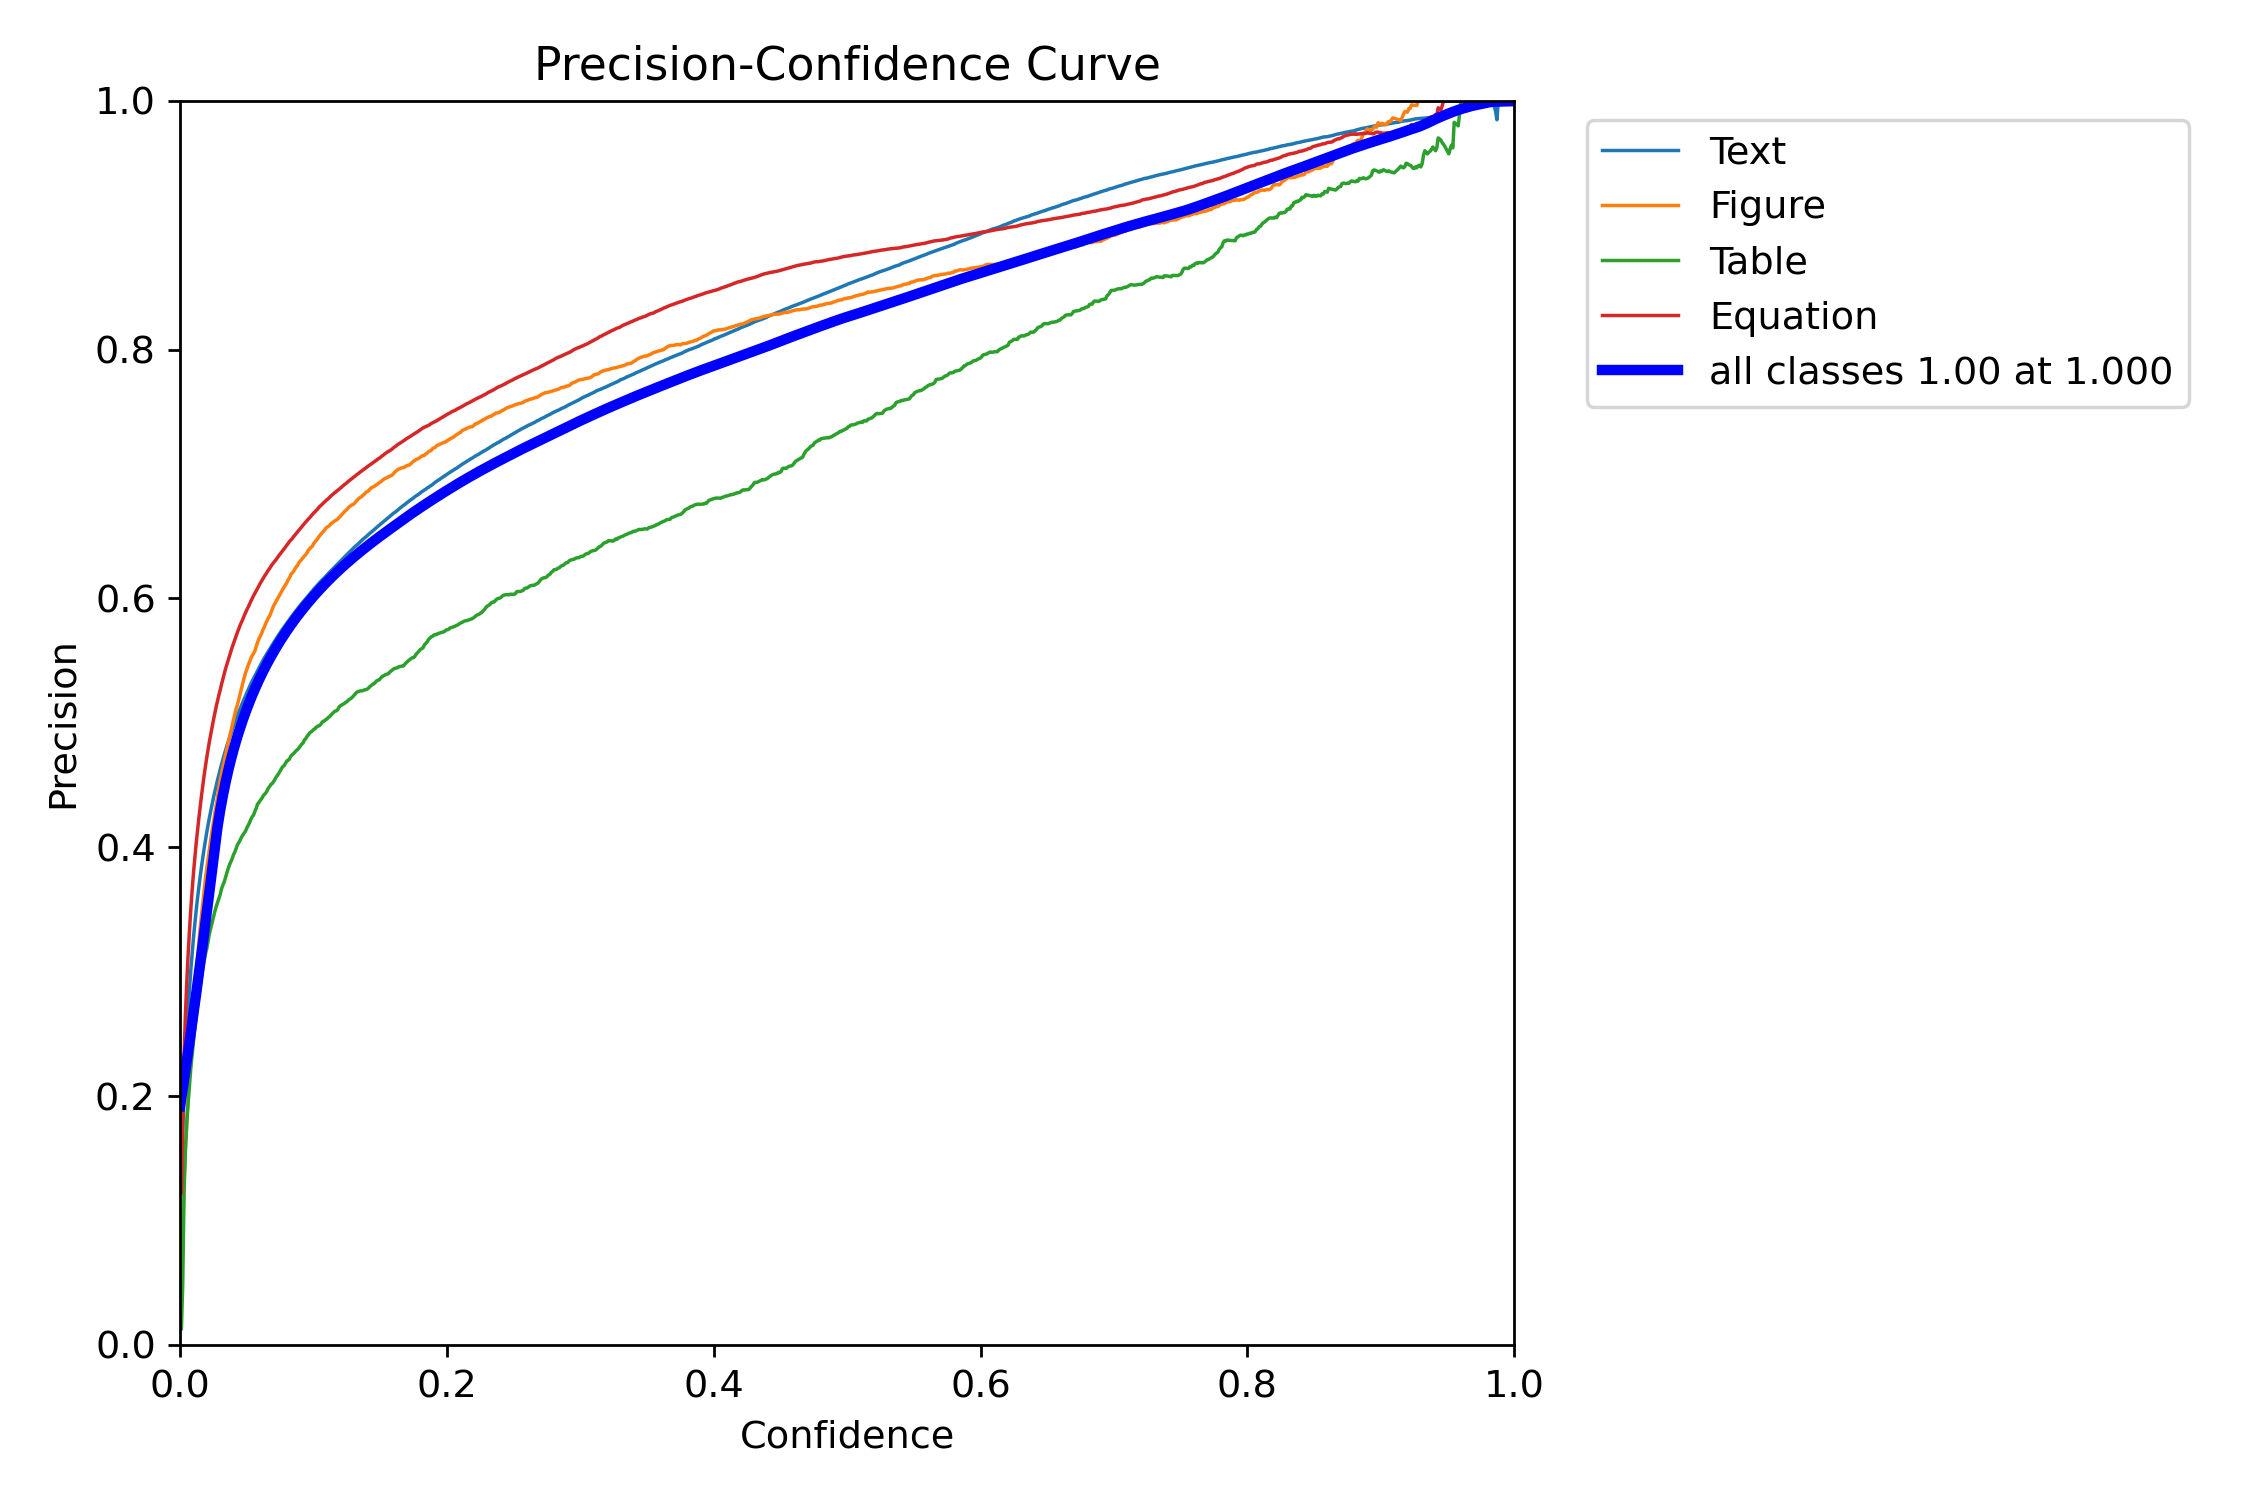 Precision-Confidence Curve
1.0
0.8
0.6
0.4
0.2
0.0
Precision
0.0 0.2 0.4 0.6 0.8 1.0
Confidence
Text
Figure
Table
Equation
all classes 1.00 at 1.000